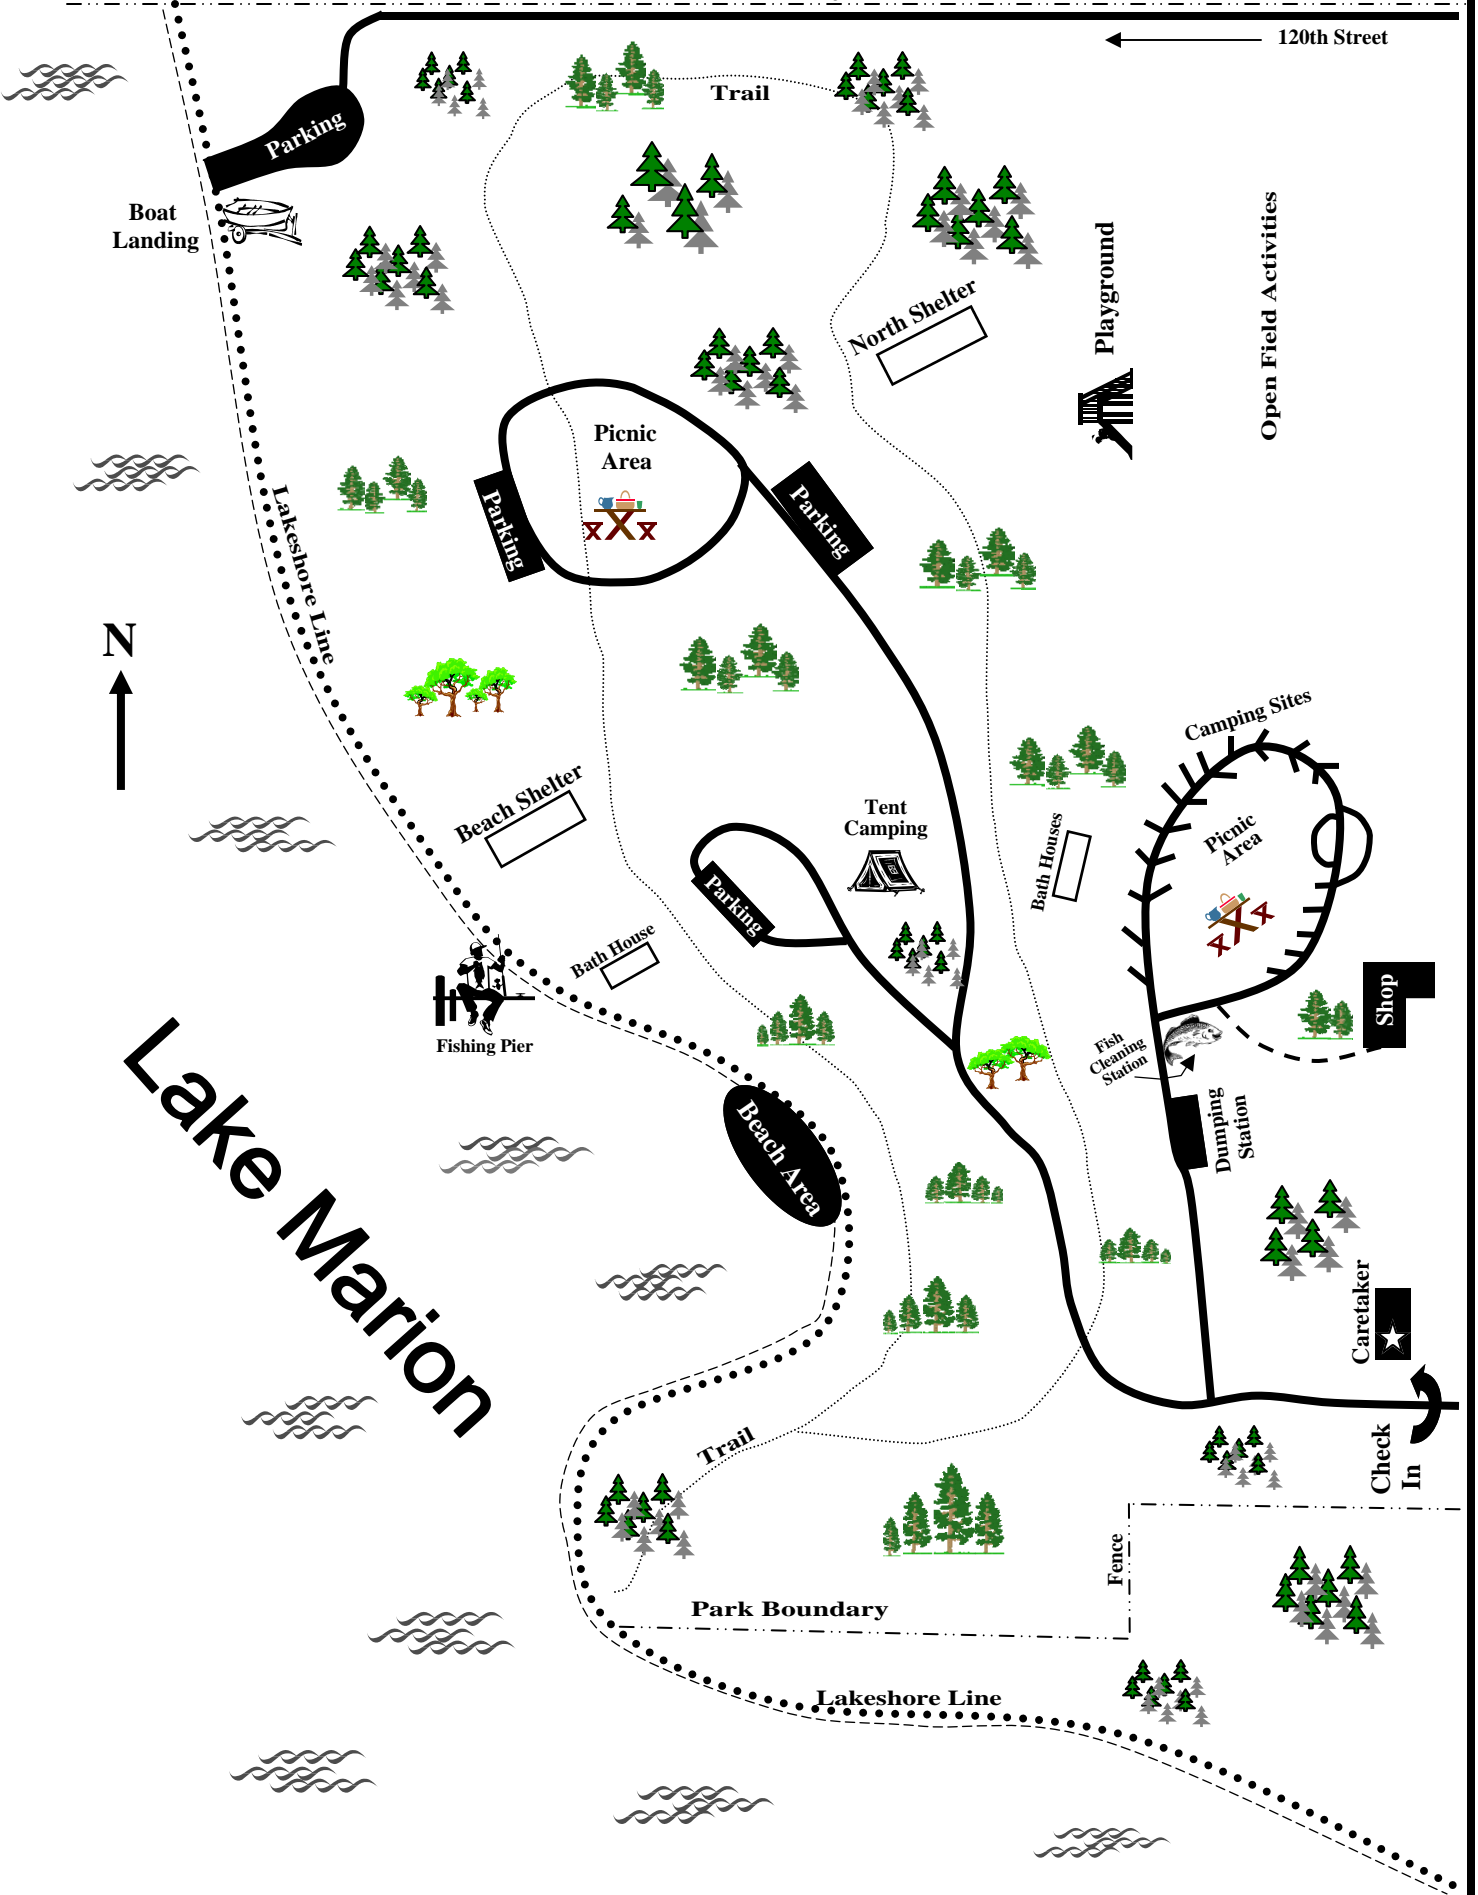 120th Street
Trail
Parking
Boat
Landing
Playground
Open Field Activities
North Shelter
Picnic
Area
Parking
Parking
Lakeshore Line
N
Camping Sites
Beach Shelter
Tent
Camping
Bath Houses
Picnic
Area
Parking
Bath House
Shop
Fishing Pier
Fish
Cleaning
Station
Lake Marion
Beach Area
Dumping
Station
Caretaker
Check
In
Trail
Fence
Park Boundary
Lakeshore Line